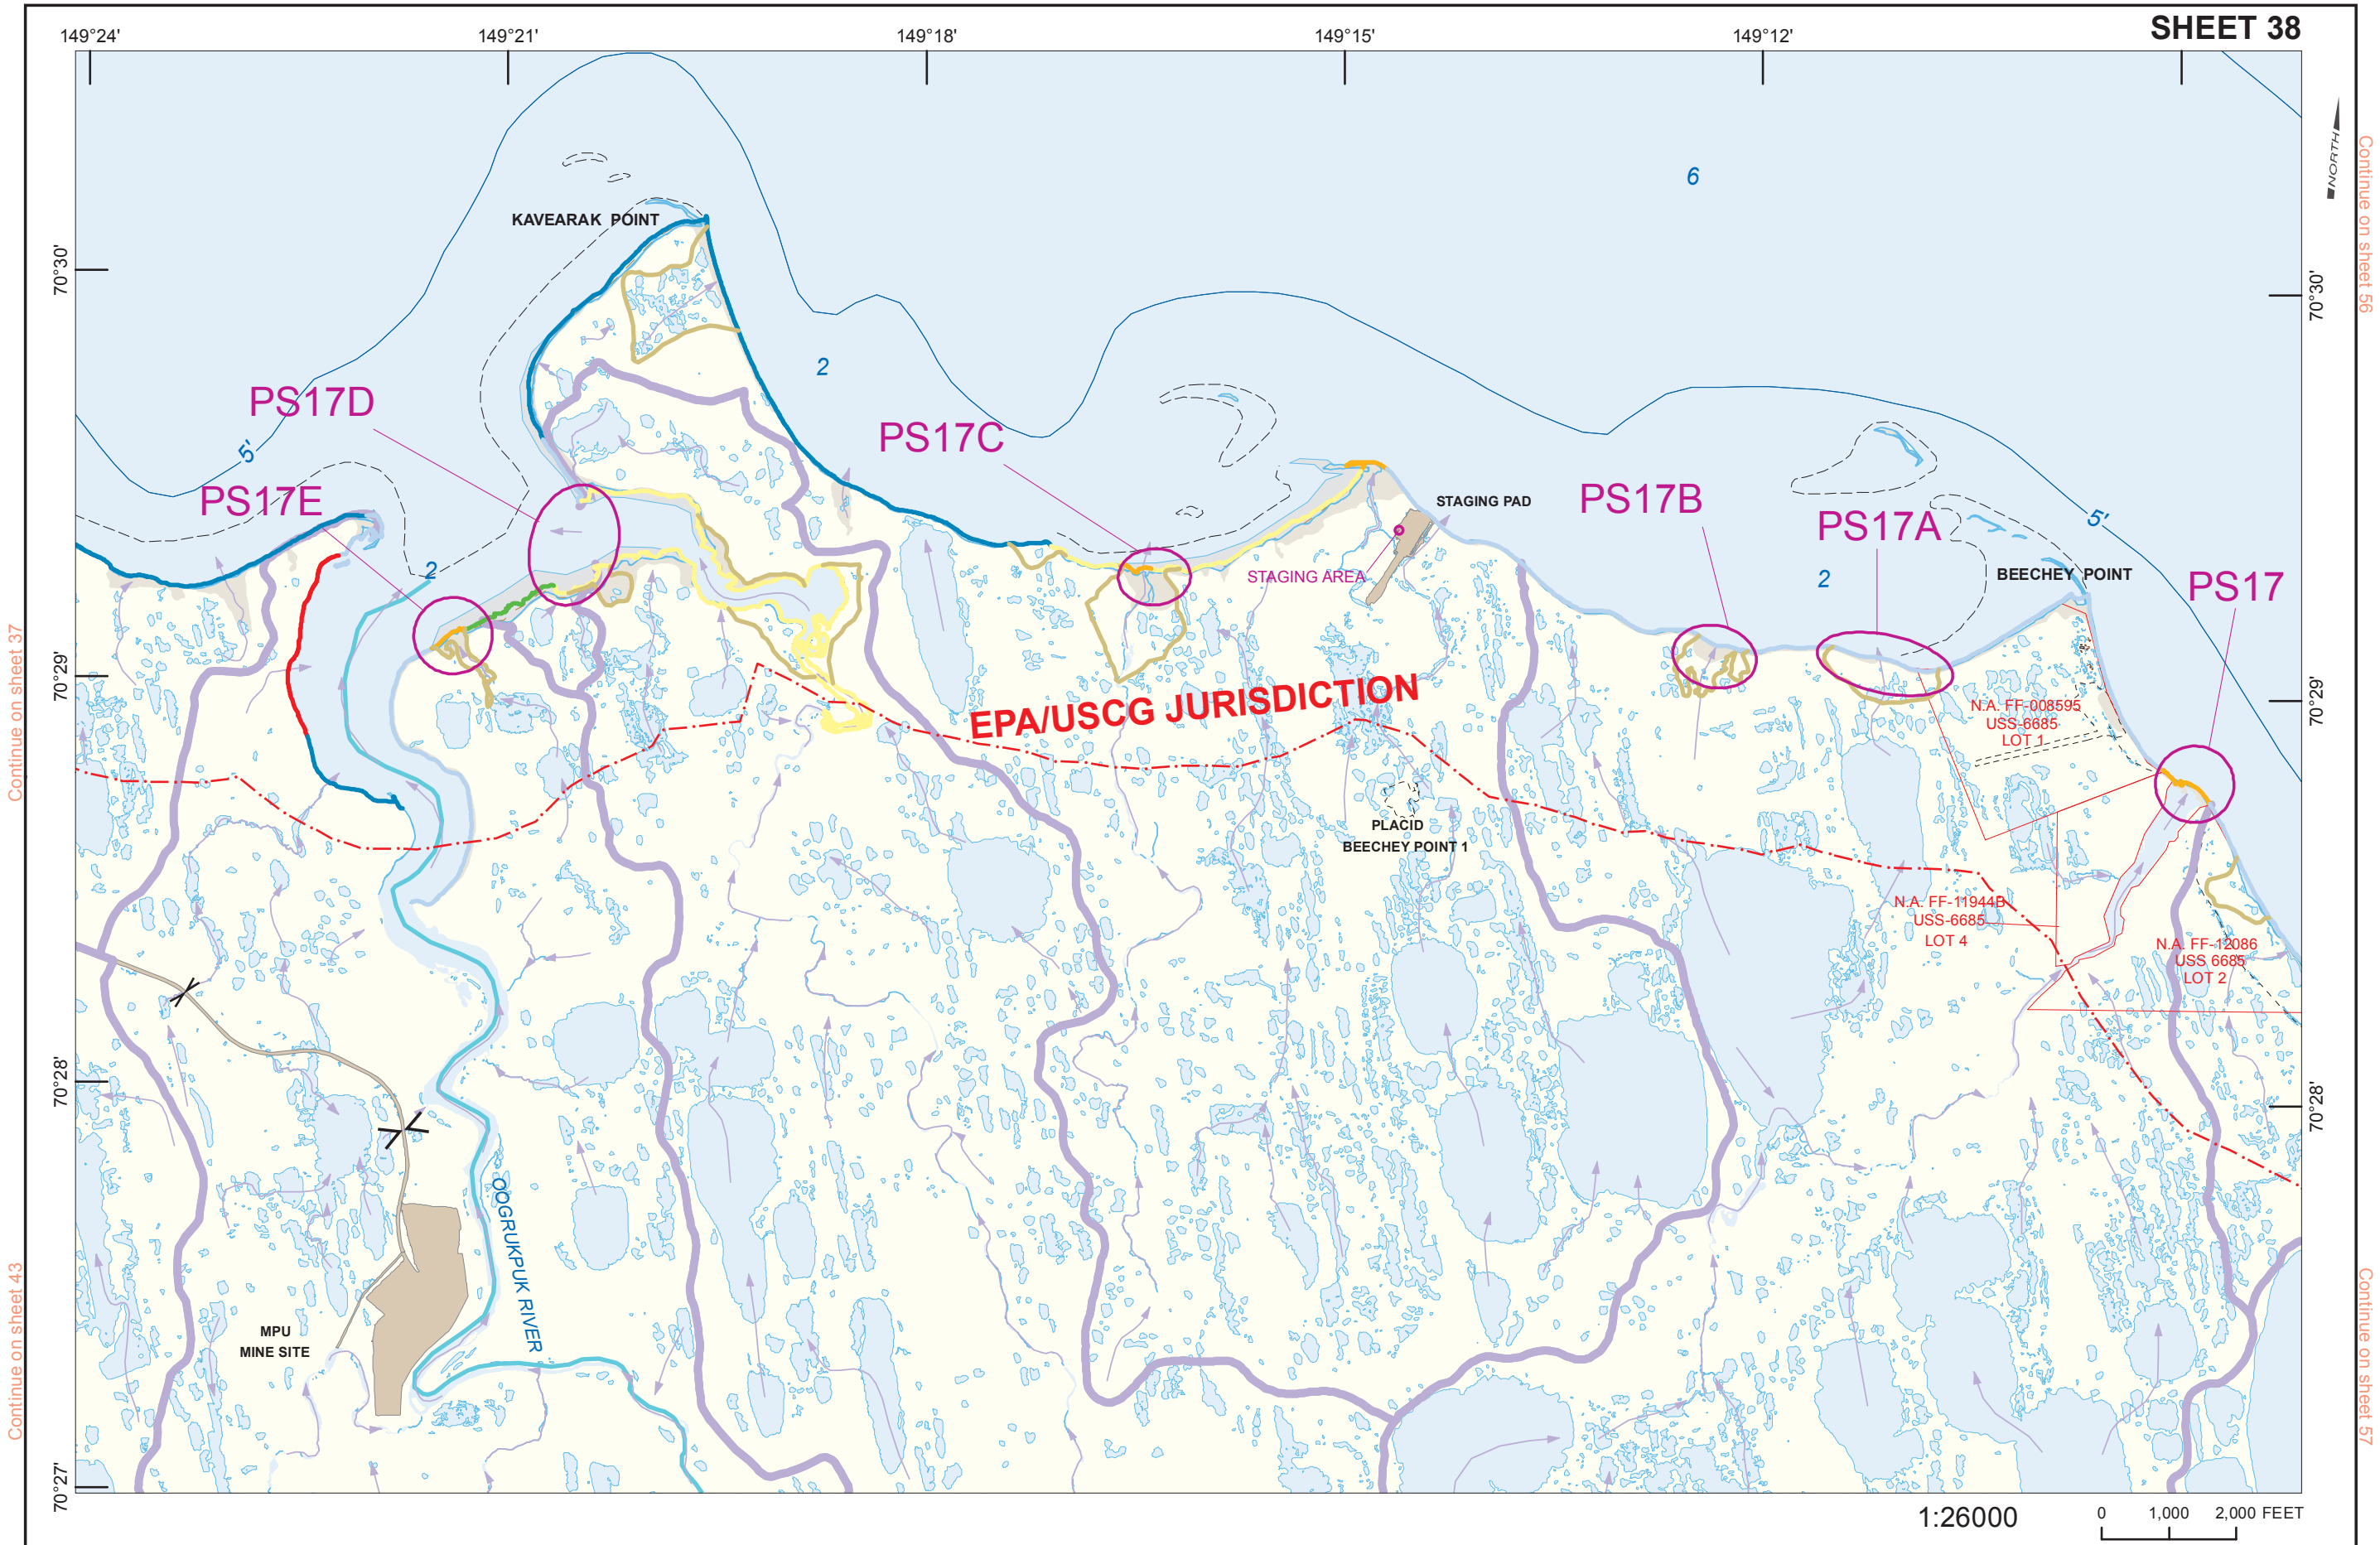 SHEET 38
149°24'
149°21'
149°18'
149°15'
149°12'
NORTH
Continue on sheet 56
6
KAVEARAK POINT
70°30'
70°30'
2
PS17D
PS17C
5'
PS17E
STAGING PAD
PS17B
PS17A
5'
2
STAGING AREA
2
BEECHEY POINT
PS17
Continue on sheet 37
70°29'
70°29'
EPA/USCG JURISDICTION
N.A. FF-008595
USS-6685
LOT 1
PLACID
BEECHEY POINT 1
N.A. FF-11944B
USS-6685
LOT 4
N.A. FF-12086
USS 6685
LOT 2
70°28'
70°28'
OOGRUKPUK RIVER
MPU
MINE SITE
Continue on sheet 43
Continue on sheet 57
70°27'
1:26000
0 1,000 2,000 FEET